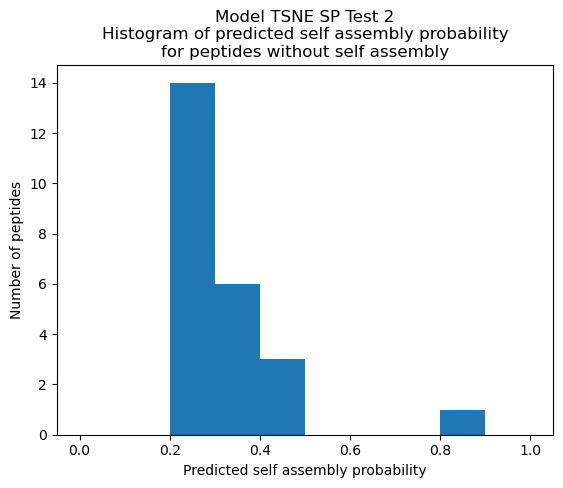 Model TSNE SP Test 2
Histogram of predicted self assembly probability
for peptides without self assembly
Number of peptides
14
12
10
8
6
4
2
0
0.0 0.2 0.4 0.6 0.8 1.0
Predicted self assembly probability